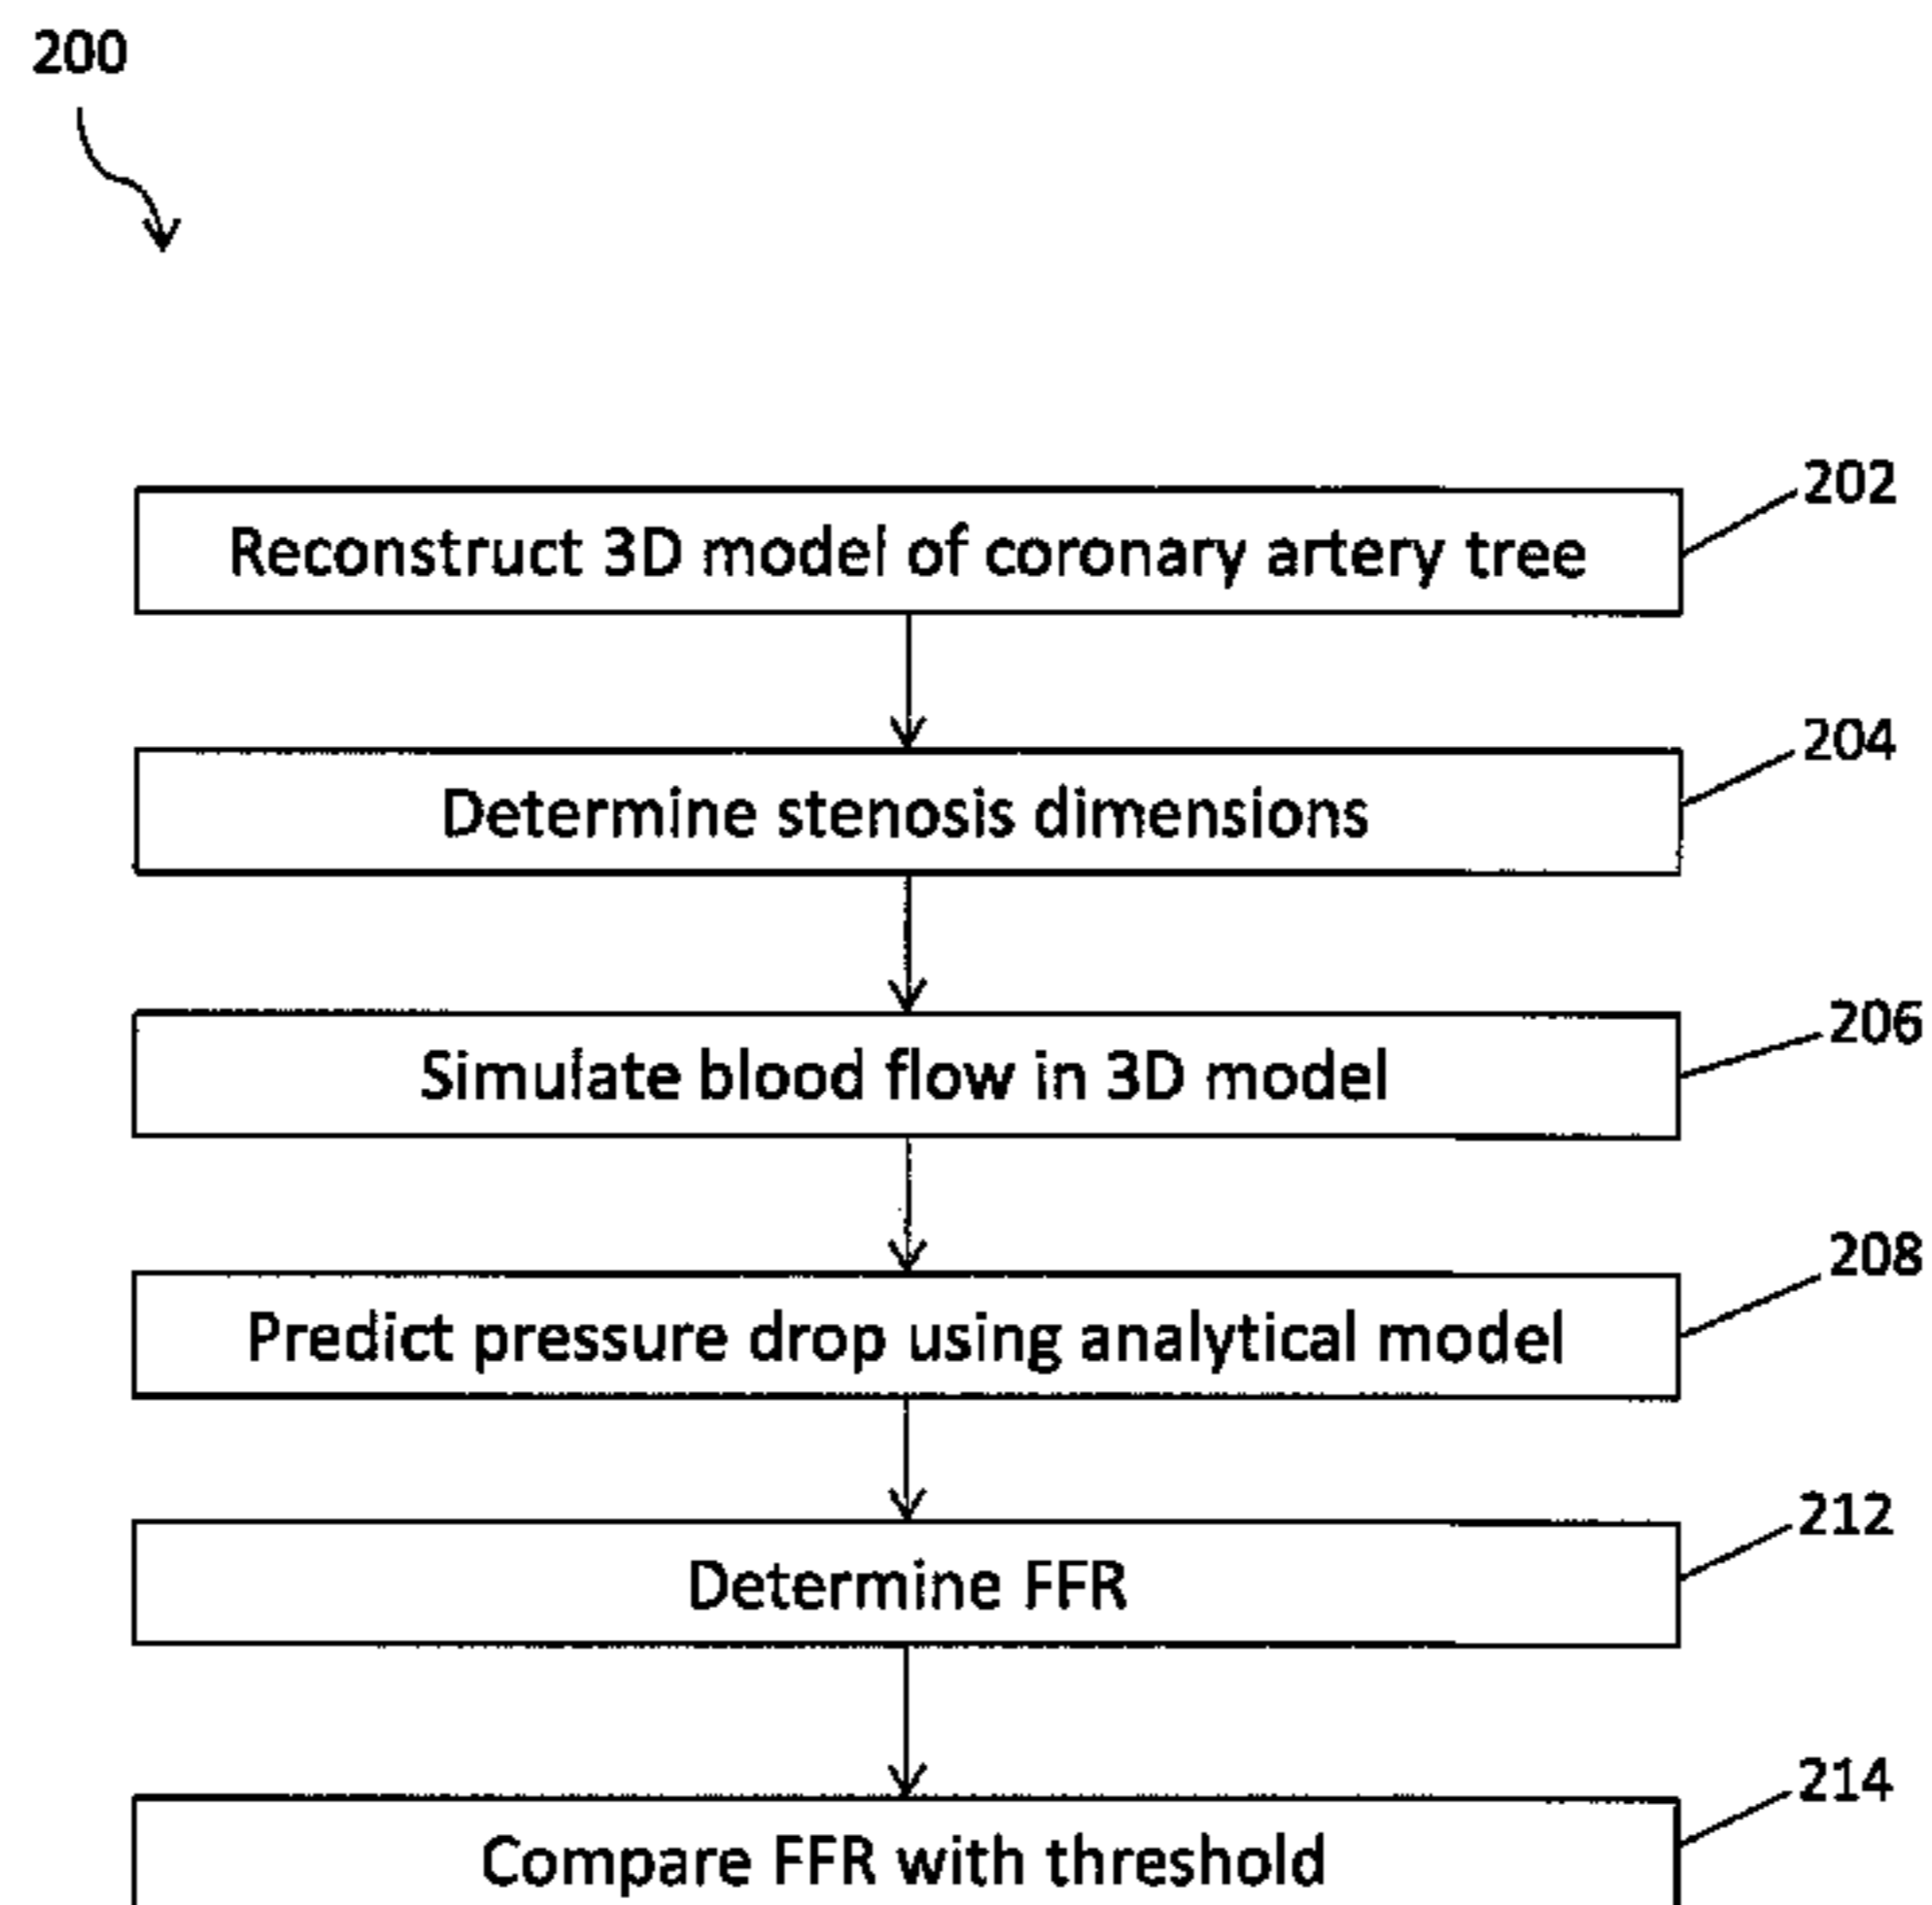 200
Reconstruct 3D model of coronary artery tree
202
Determine stenosis dimensions
204
Simulate blood flow in 3D model
206
Predict pressure drop using analytical model
208
Determine FFR
212
Compare FFR with threshold
214